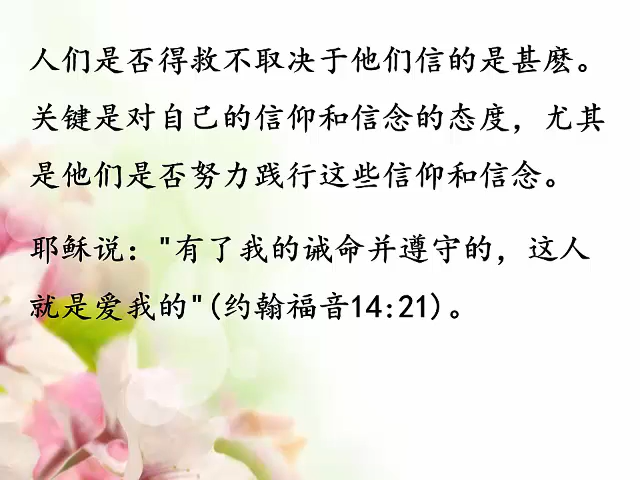 人们是否得救不取决于他们信的是甚麽。
关键是对自己的信仰和信念的态度，尤其
是他们是否努力践行这些信仰和信念。
耶稣说："有了我的诫命并遵守的，这人
就是爱我的"(约翰福音14:21)。